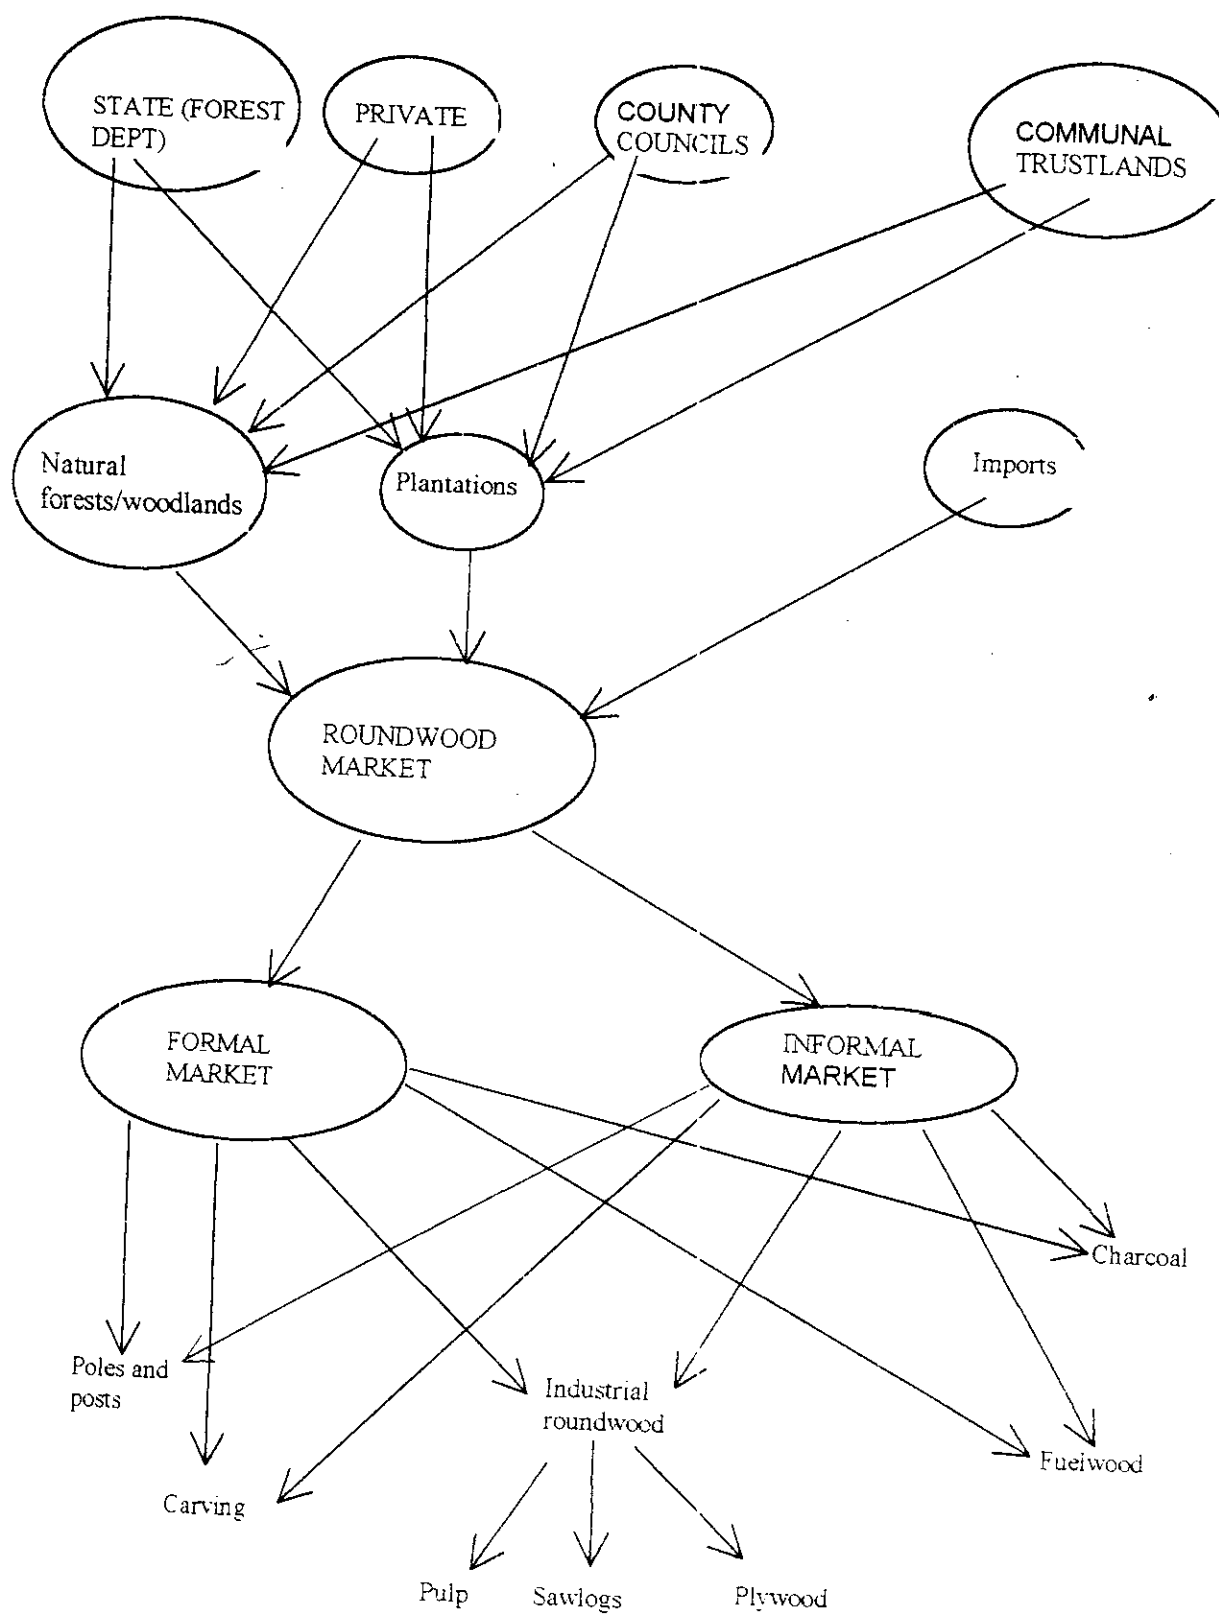 STATE (FOREST
DEPT)
PRIVATE
COUNTY
COUNCILS
COMMUNAL
TRUSTLANDS
Natural
forests/woodlands
Plantations
Imports
ROUNDWOOD
MARKET
FORMAL
MARKET
INFORMAL
MARKET
Charcoal
Poles and
posts
Industrial
roundwood
Fuelwood
Carving
Pulp
Sawlogs
Plywood